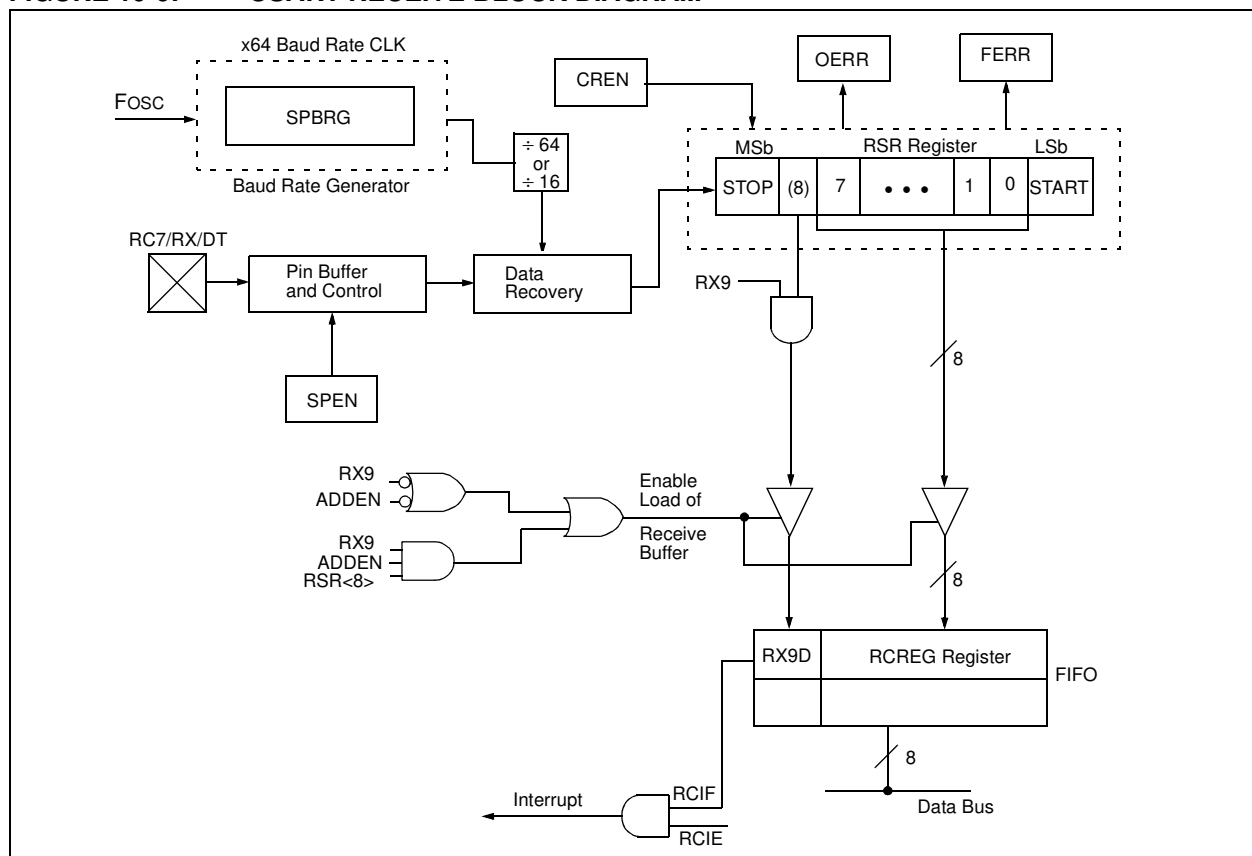 x64 Baud Rate CLK
FOSC
SPBRG
Baud Rate Generator
÷ 64
or
÷ 16
CREN
OERR
FERR
MSb
RSR Register
LSb
STOP
(8)
7
• • •
1
0
START
RC7/RX/DT
Pin Buffer
and Control
Data
Recovery
SPEN
RX9
8
RX9
ADDEN
RX9
ADDEN
RSR<8>
Enable
Load of
Receive
Buffer
8
RX9D
RCREG Register
FIFO
8
Data Bus
Interrupt
RCIF
RCIE